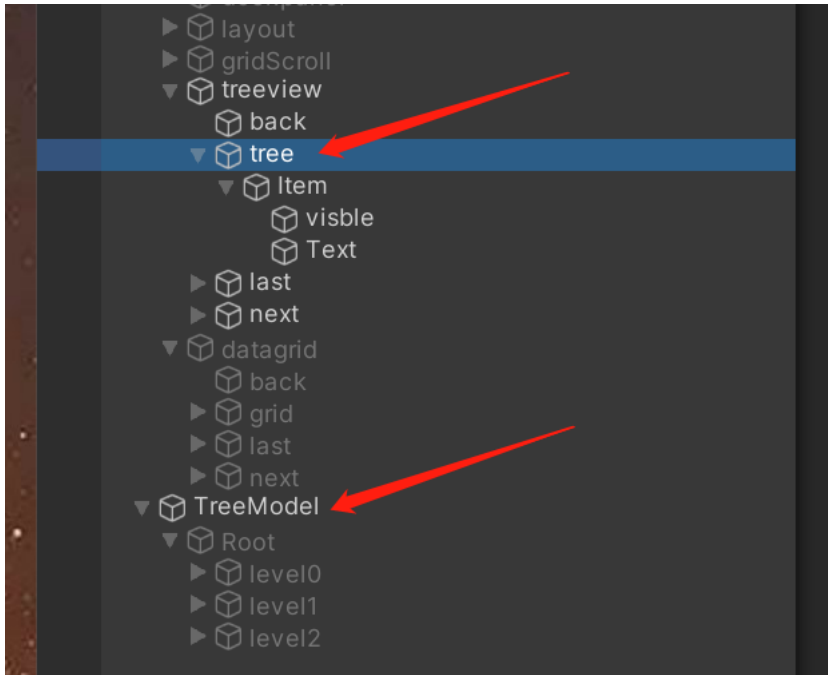 layout
gridScroll
treeview
back
tree
Item
visble
Text
last
next
datagrid
back
grid
last
next
TreeModel
Root
level0
level1
level2